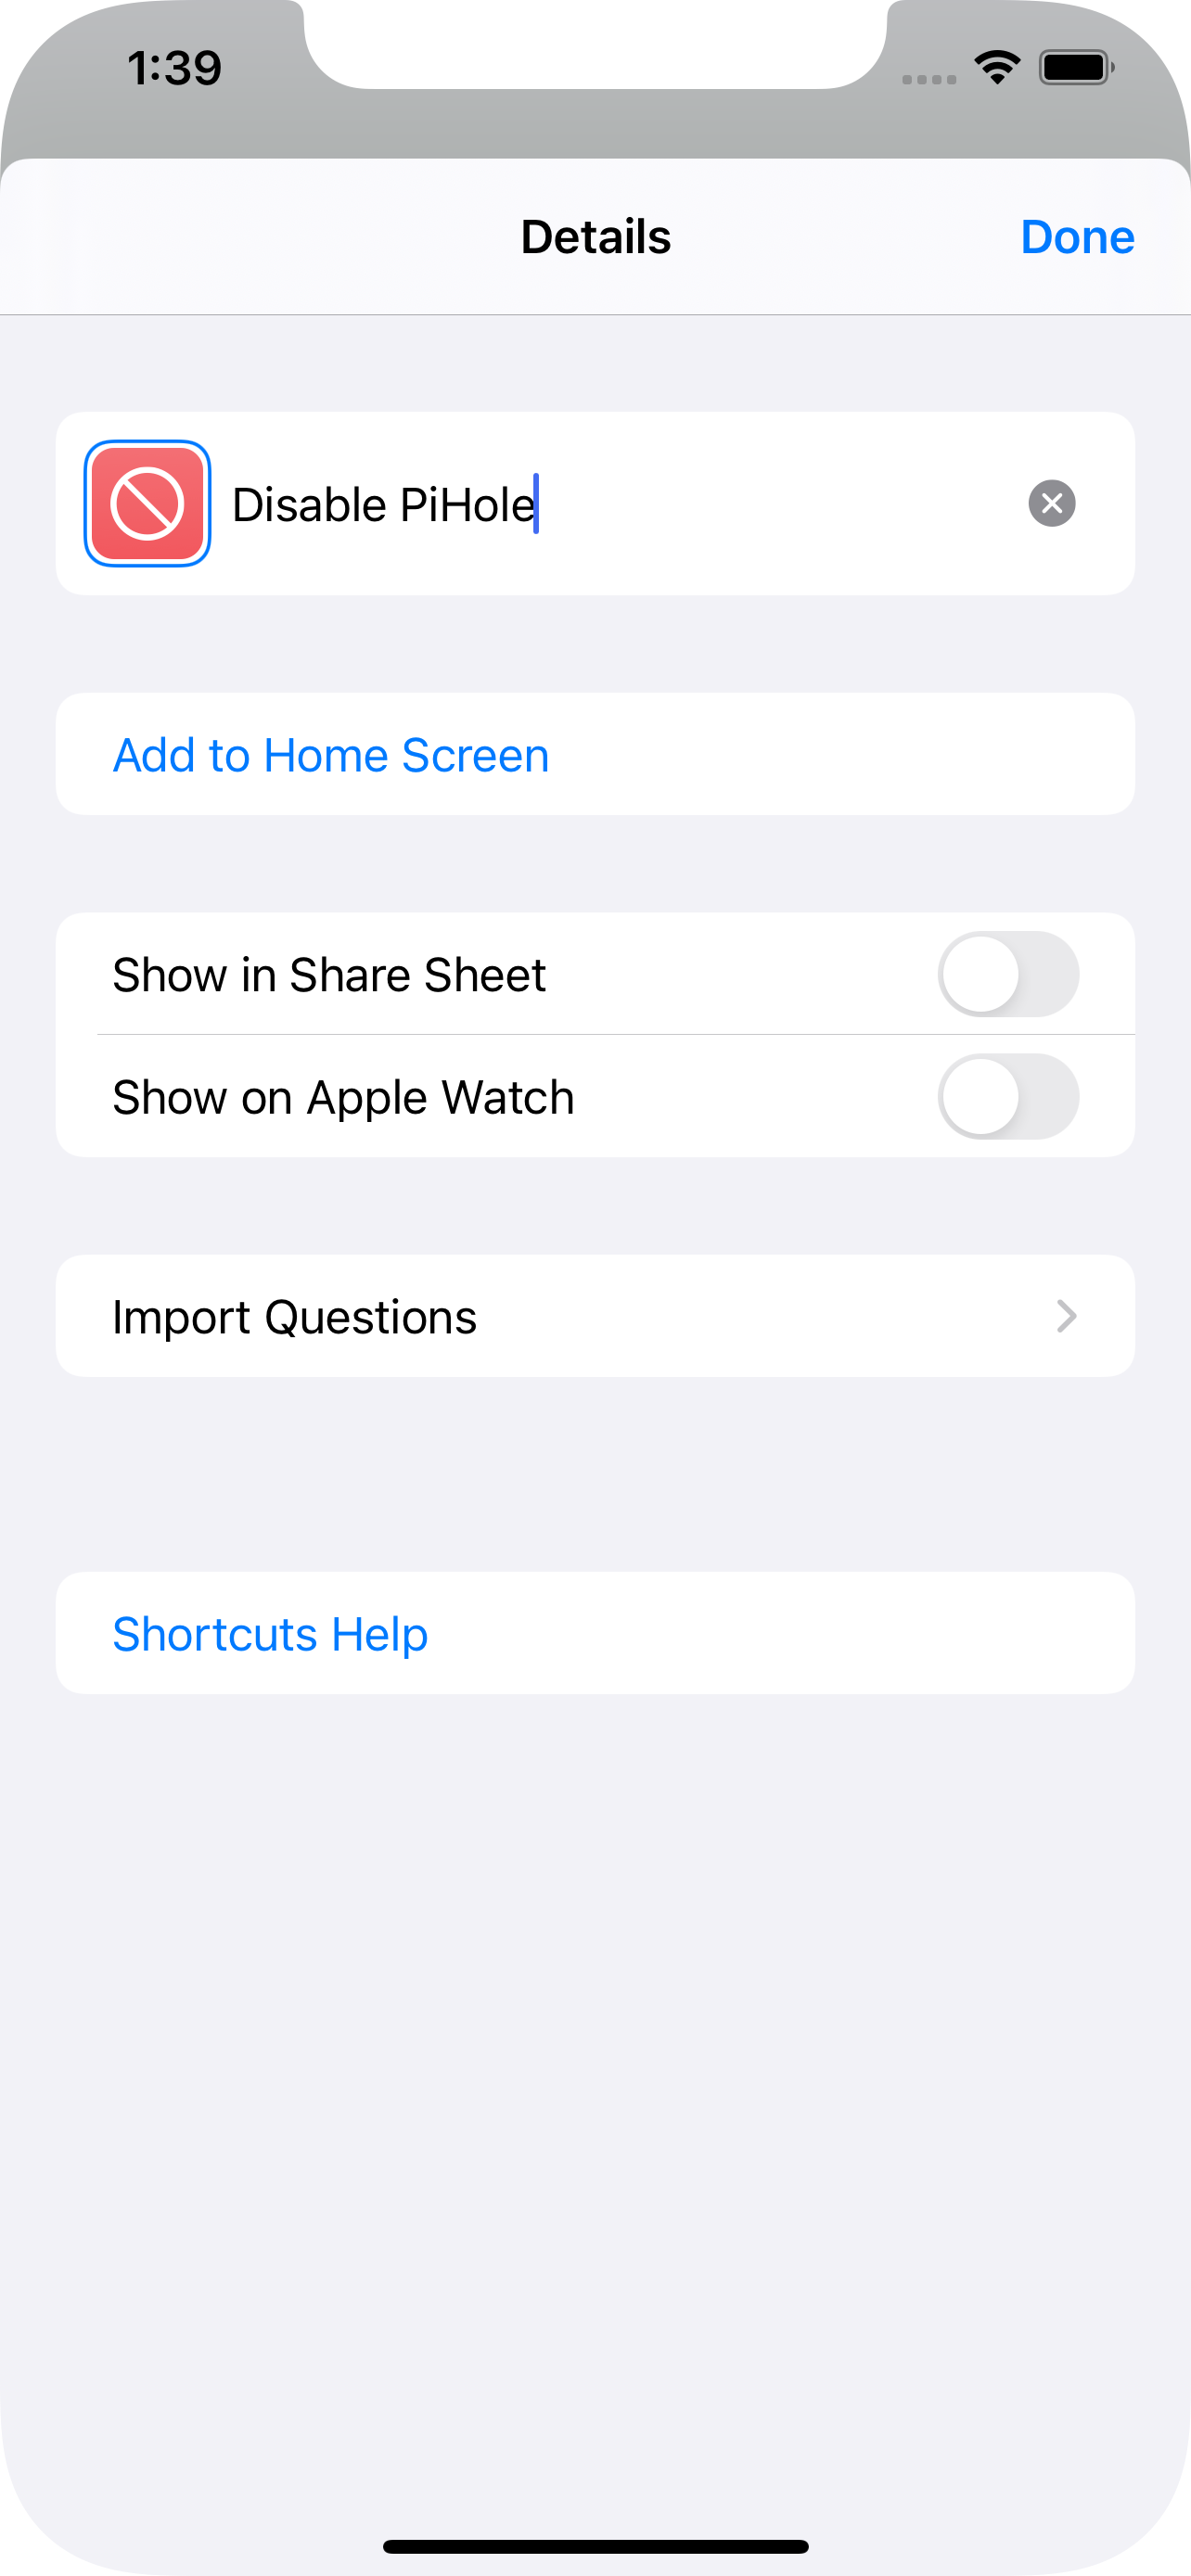 1:39
Details
Done
Disable PiHole
Add to Home Screen
Show in Share Sheet
Show on Apple Watch
Import Questions
Shortcuts Help